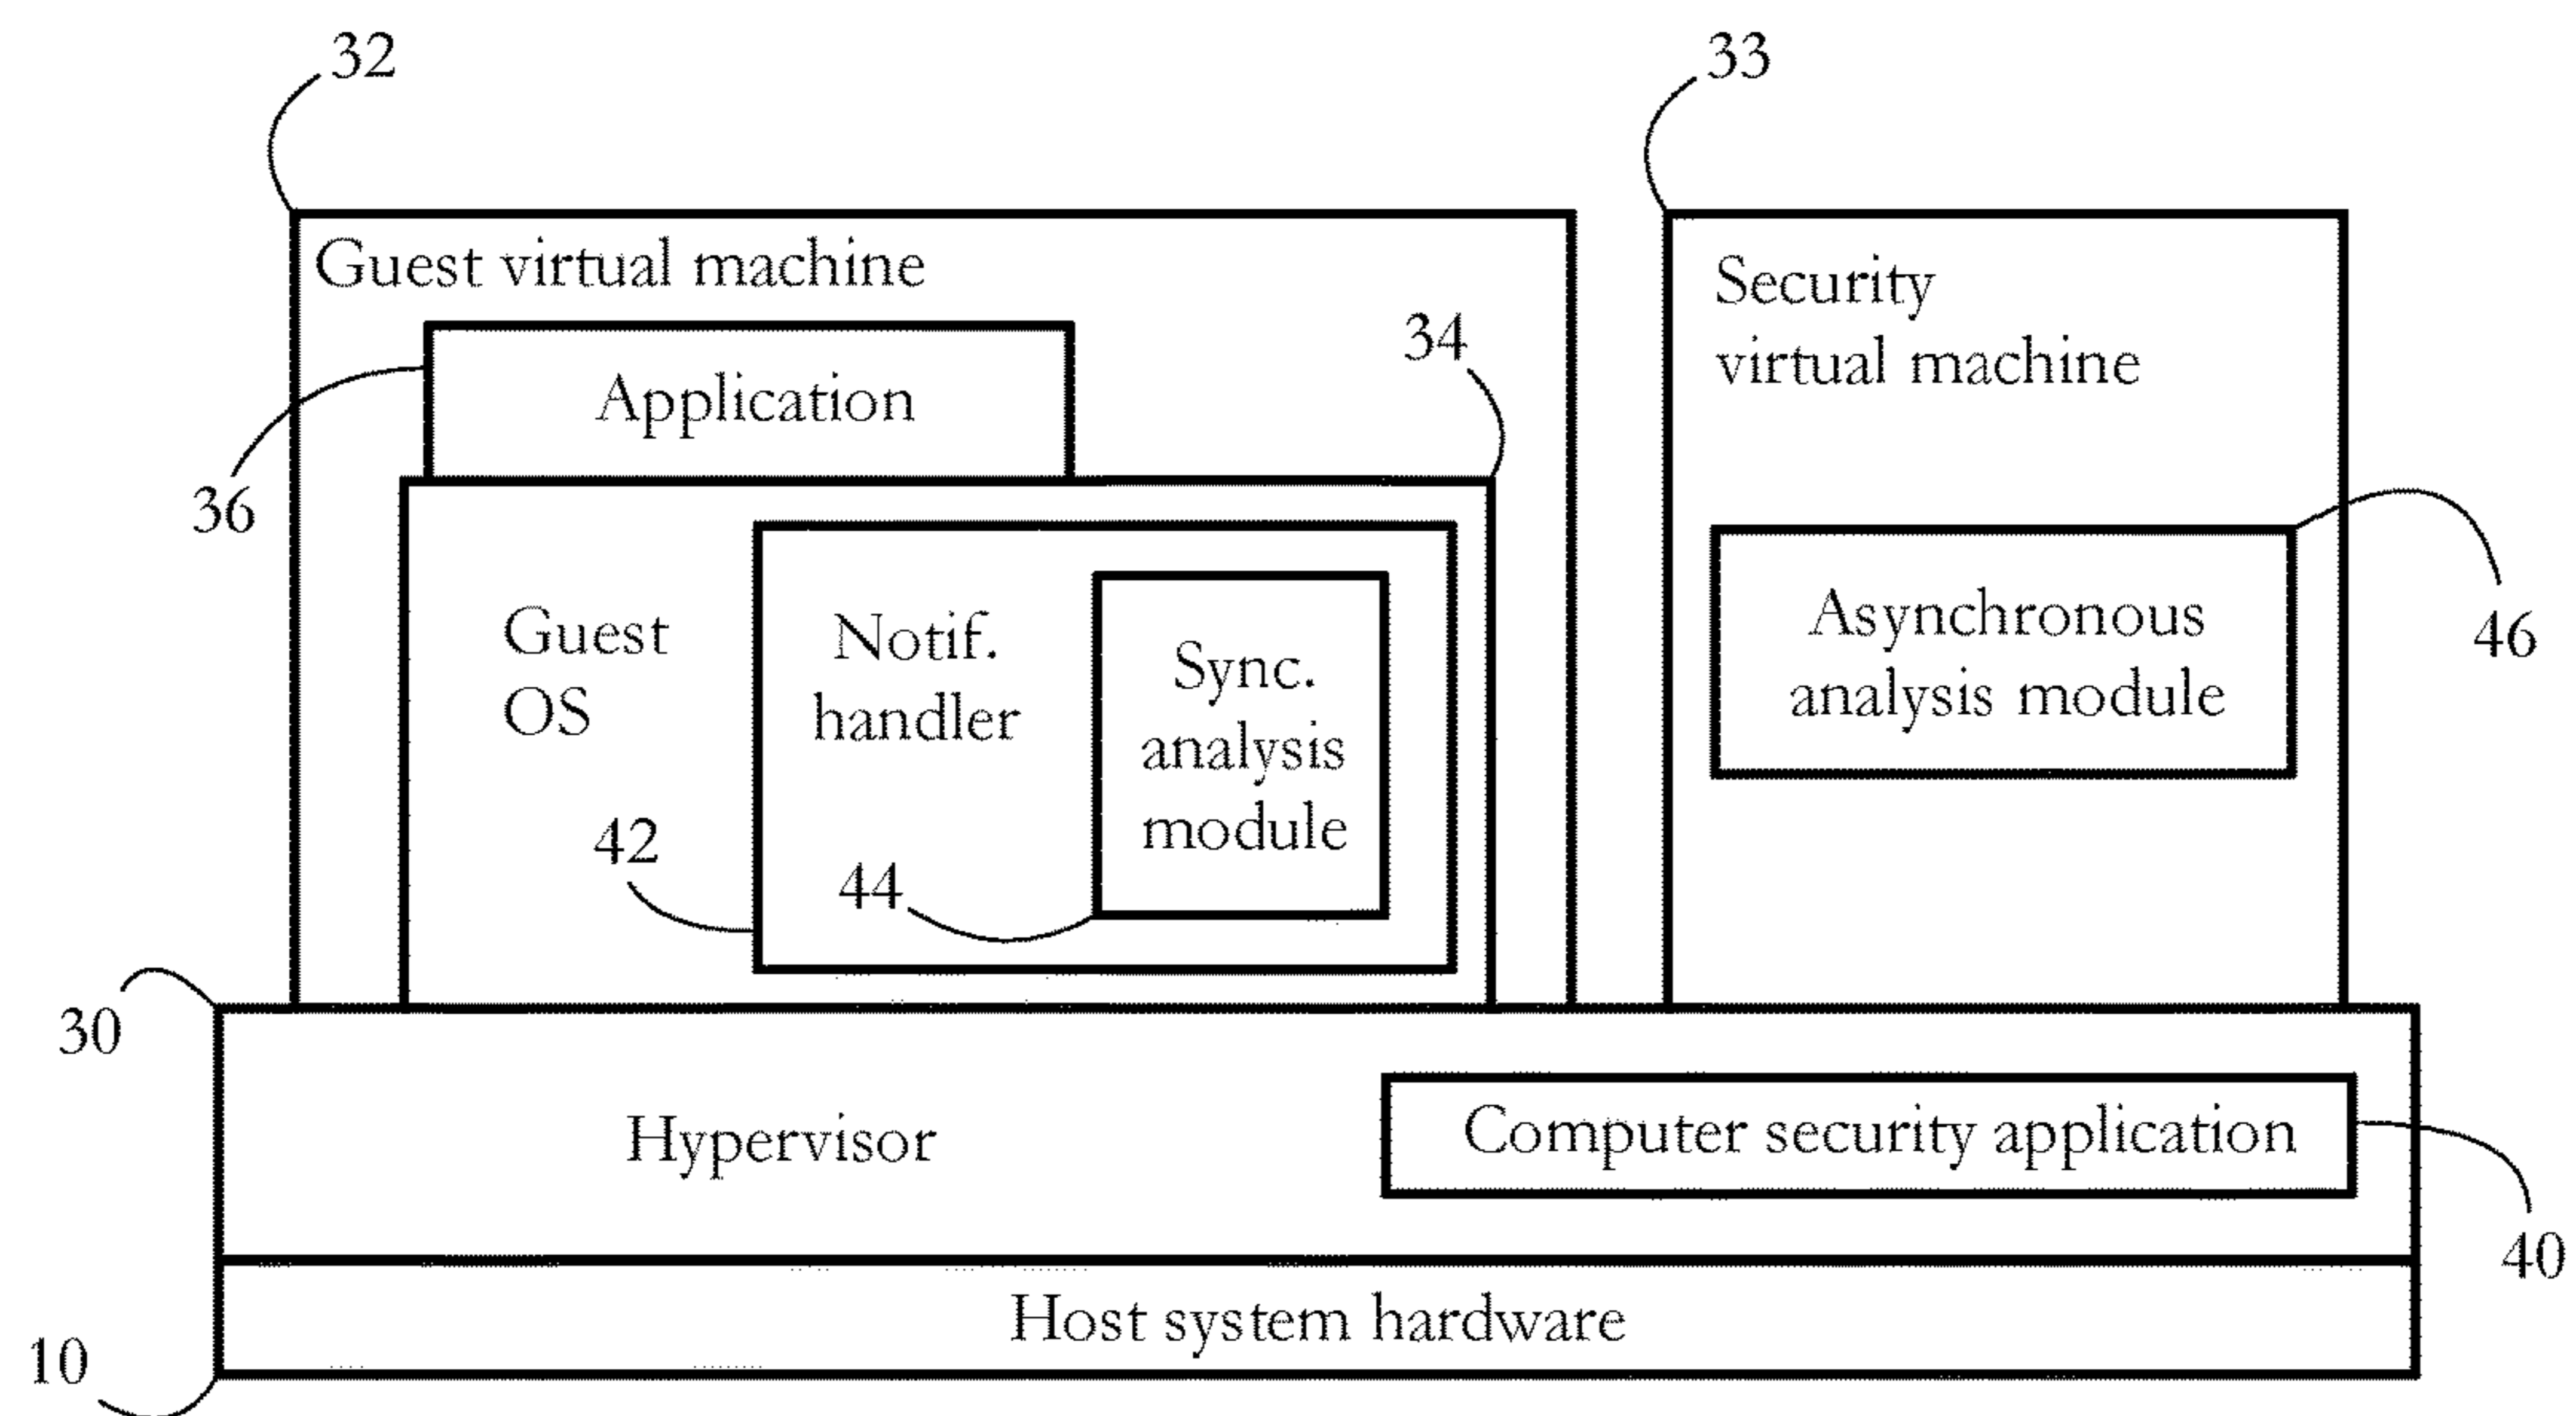 32
33
Guest virtual machine
Security
virtual machine
34
Application
36
Guest
OS
Notif.
handler
Sync.
analysis
module
Asynchronous
analysis module
46
42
44
30
Hypervisor
Computer security application
40
Host system hardware
10